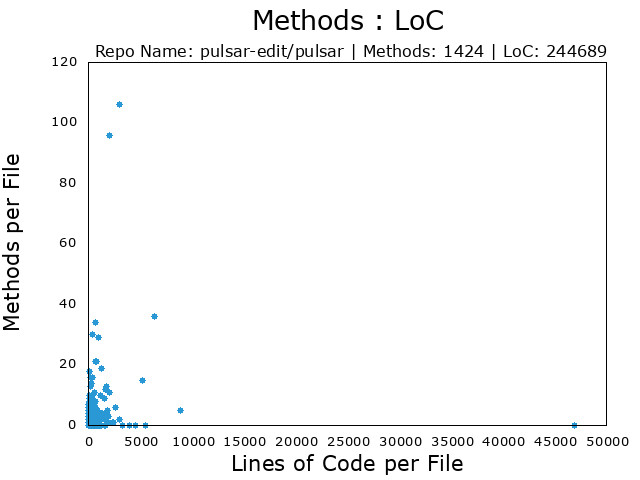 Methods : LoC
Repo Name: pulsar-edit/pulsar | Methods: 1424 | LoC: 244689
120
100
80
60
40
20
0
Methods per File
0 5000 10000 15000 20000 25000 30000 35000 40000 45000 50000
Lines of Code per File